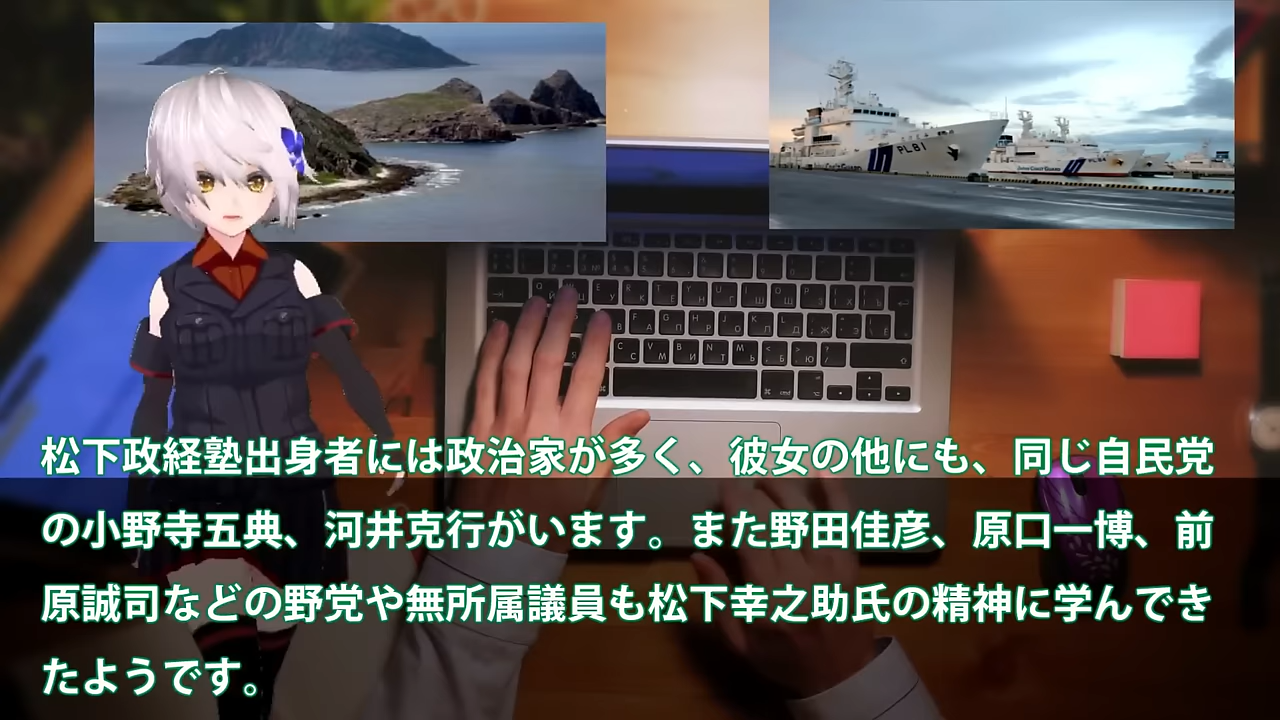 PL81
Japan Coast Guard
松下政経塾出身者には政治家が多く、彼女の他にも、同じ自民党
の小野寺五典、河井克行がいます。また野田佳彦、原口一博、前
原誠司などの野党や無所属議員も松下幸之助氏の精神に学んでき
たようです。